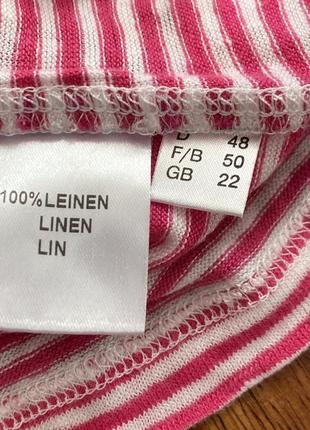 100%LEINEN
LINEN
LIN
D 48
F/B 50
GB 22